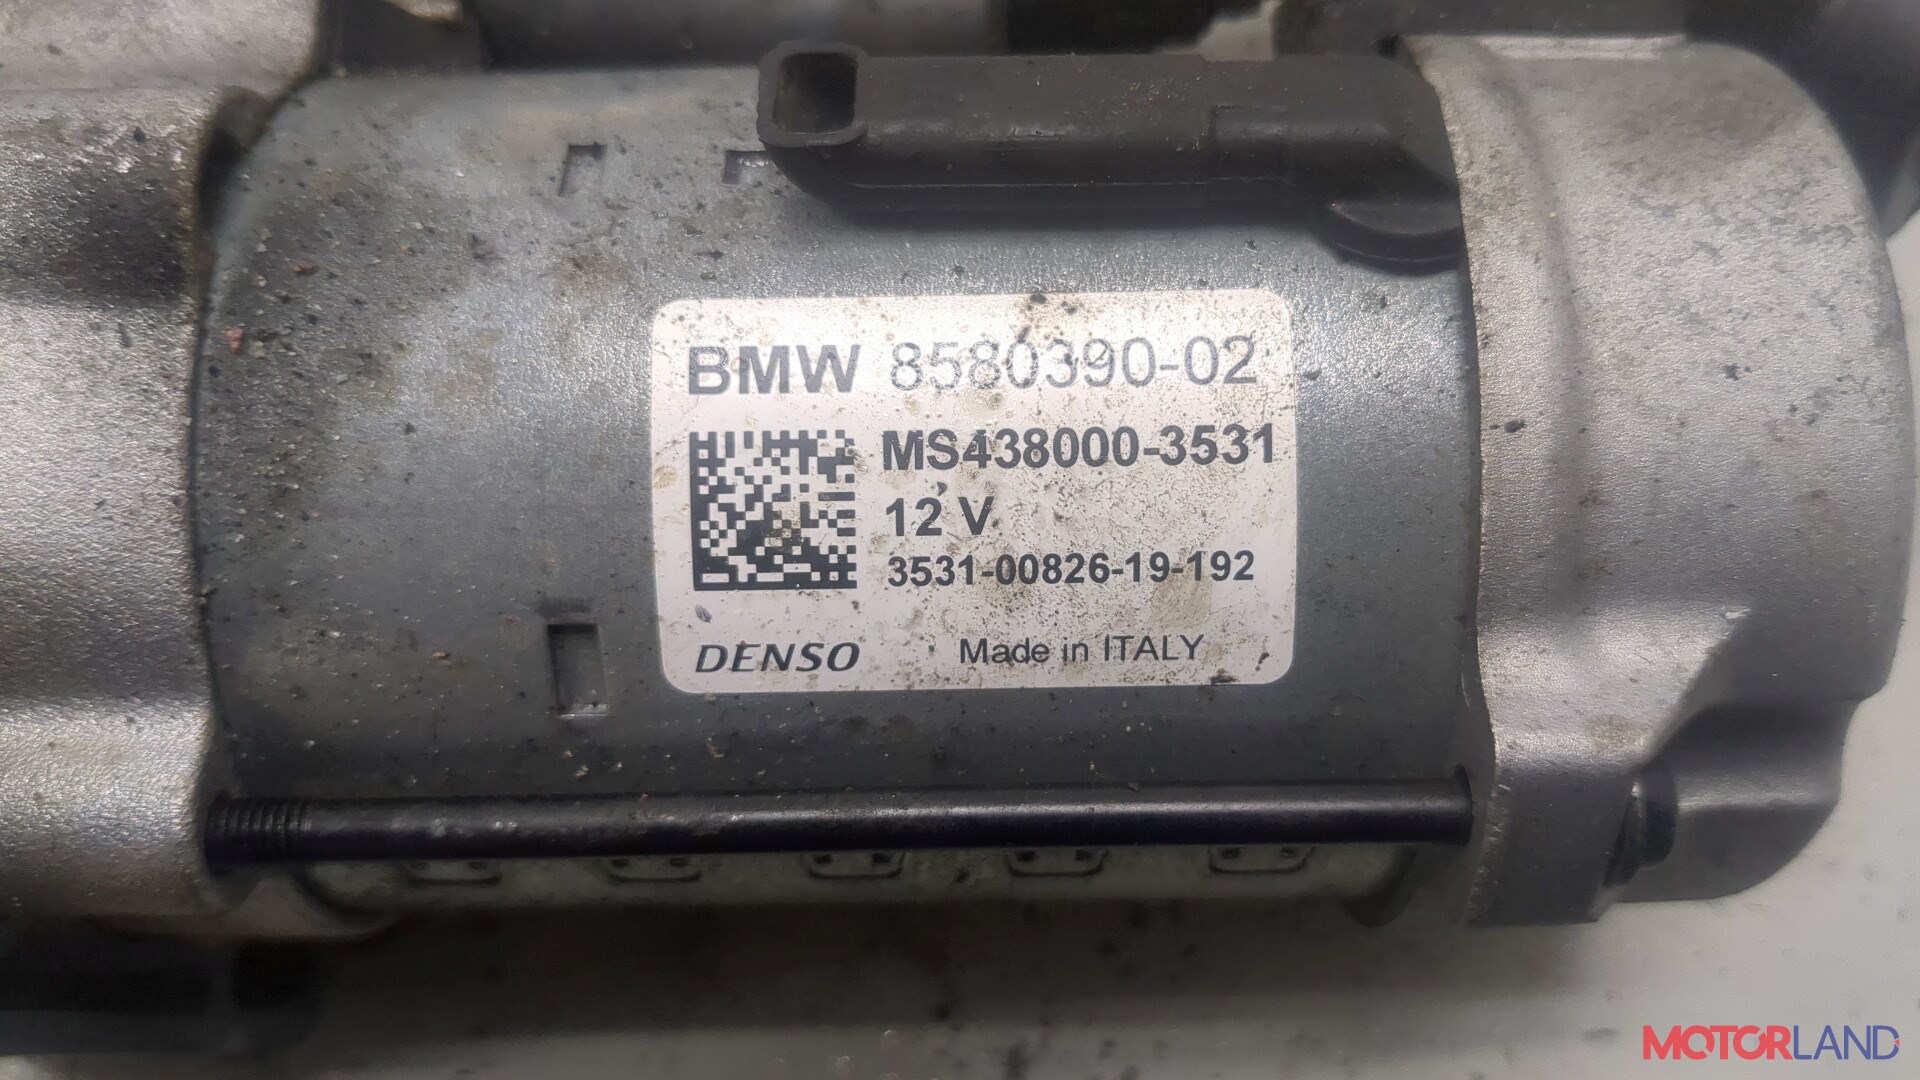 BMW 8580390-02
MS438000-3531
12 V
3531-00826-19-192
DENSO Made in ITALY
MOTORLAND